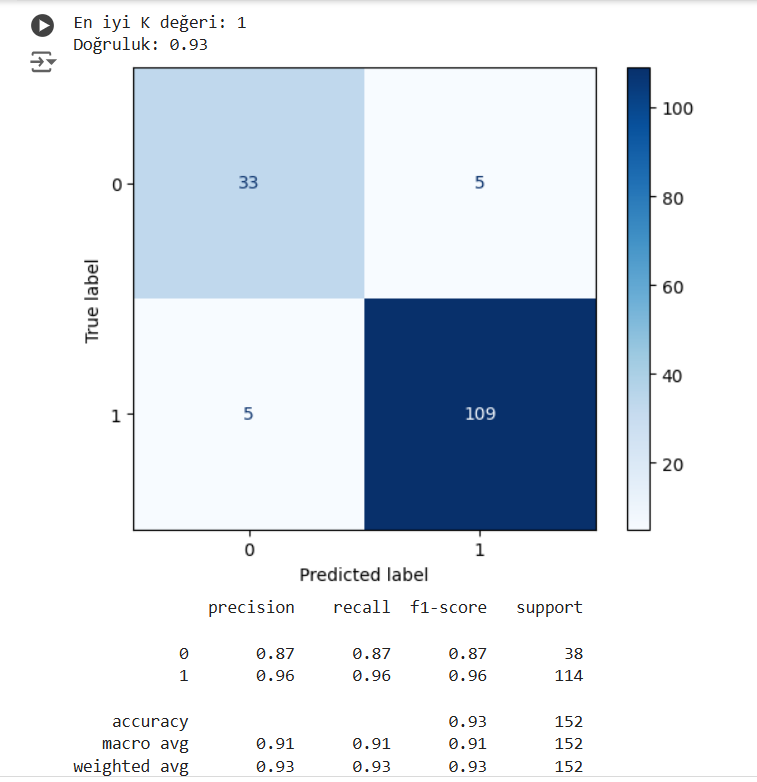 En iyi K değeri: 1
Doğruluk: 0.93
33 5
5 109
0
1
True label
0 1
Predicted label
100
80
60
40
20
precision recall f1-score support
0 0.87 0.87 0.87 38
1 0.96 0.96 0.96 114
accuracy 0.93 152
macro avg 0.91 0.91 0.91 152
weighted avg 0.93 0.93 0.93 152